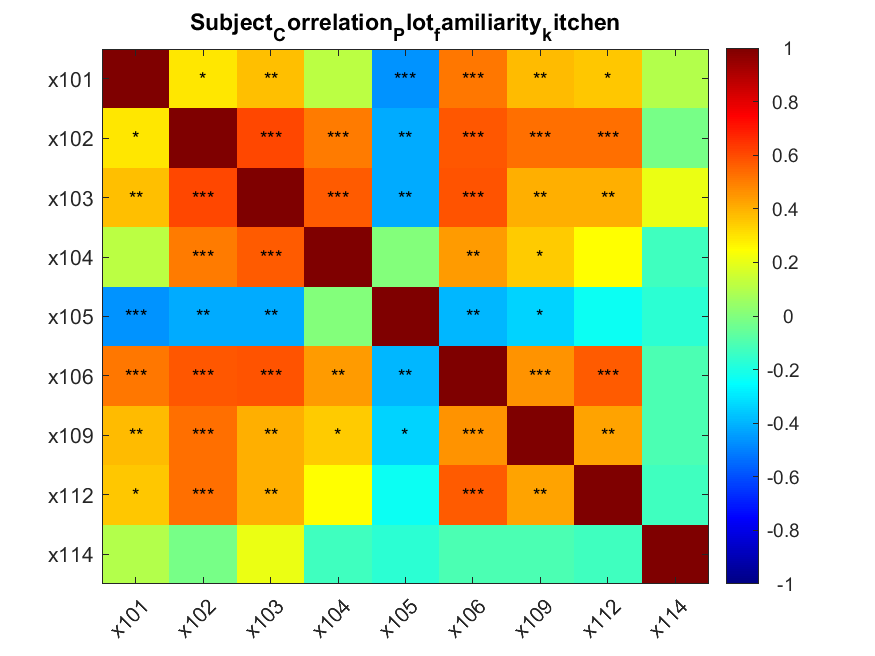 Subject_Correlation_Plot_familiarity_kitchen
x101 * ** *** *** ** *
x102 * *** *** ** *** *** ***
x103 ** *** *** ** *** ** **
x104 *** *** ** *
x105 *** ** ** ** *
x106 *** *** *** ** ** *** ***
x109 ** *** ** * * *** **
x112 * *** ** *** **
x114
x101 x102 x103 x104 x105 x106 x109 x112 x114
1
0.8
0.6
0.4
0.2
0
-0.2
-0.4
-0.6
-0.8
-1